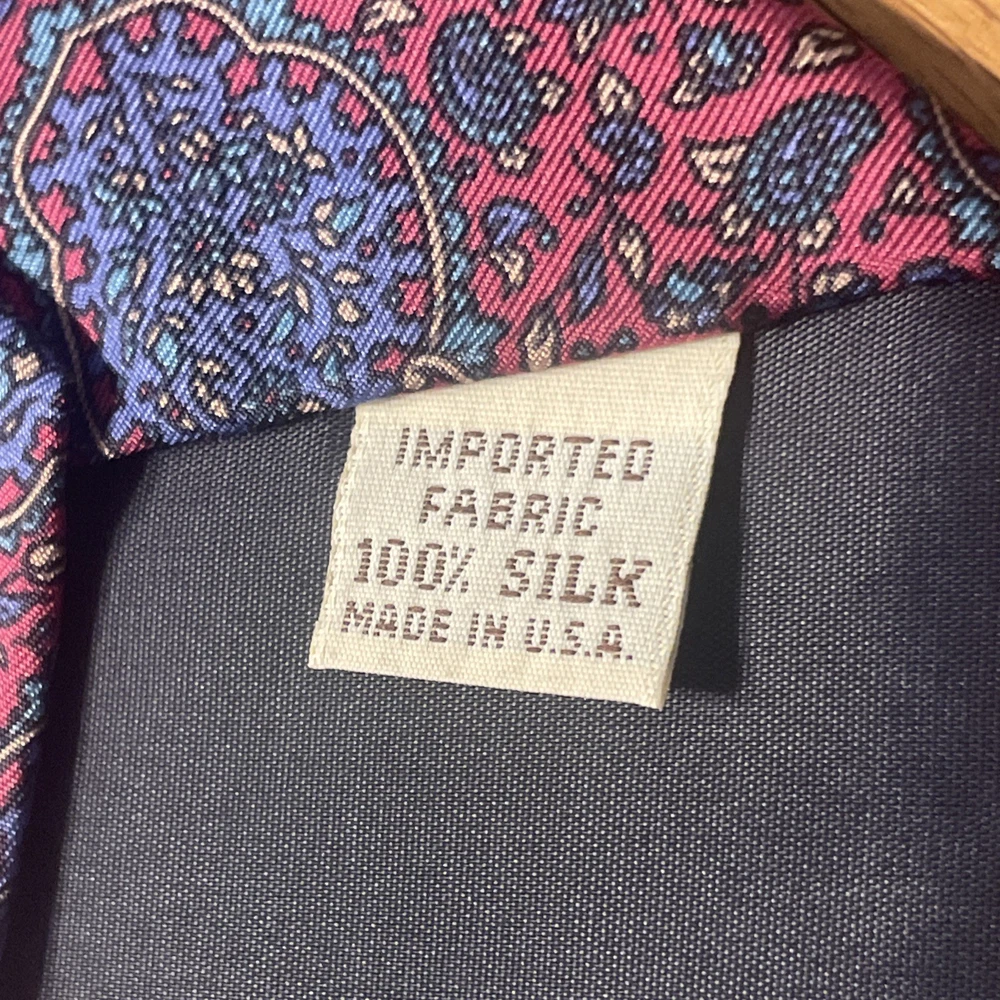 IMPORTED
FABRIC
100% SILK
MADE IN U.S.A.